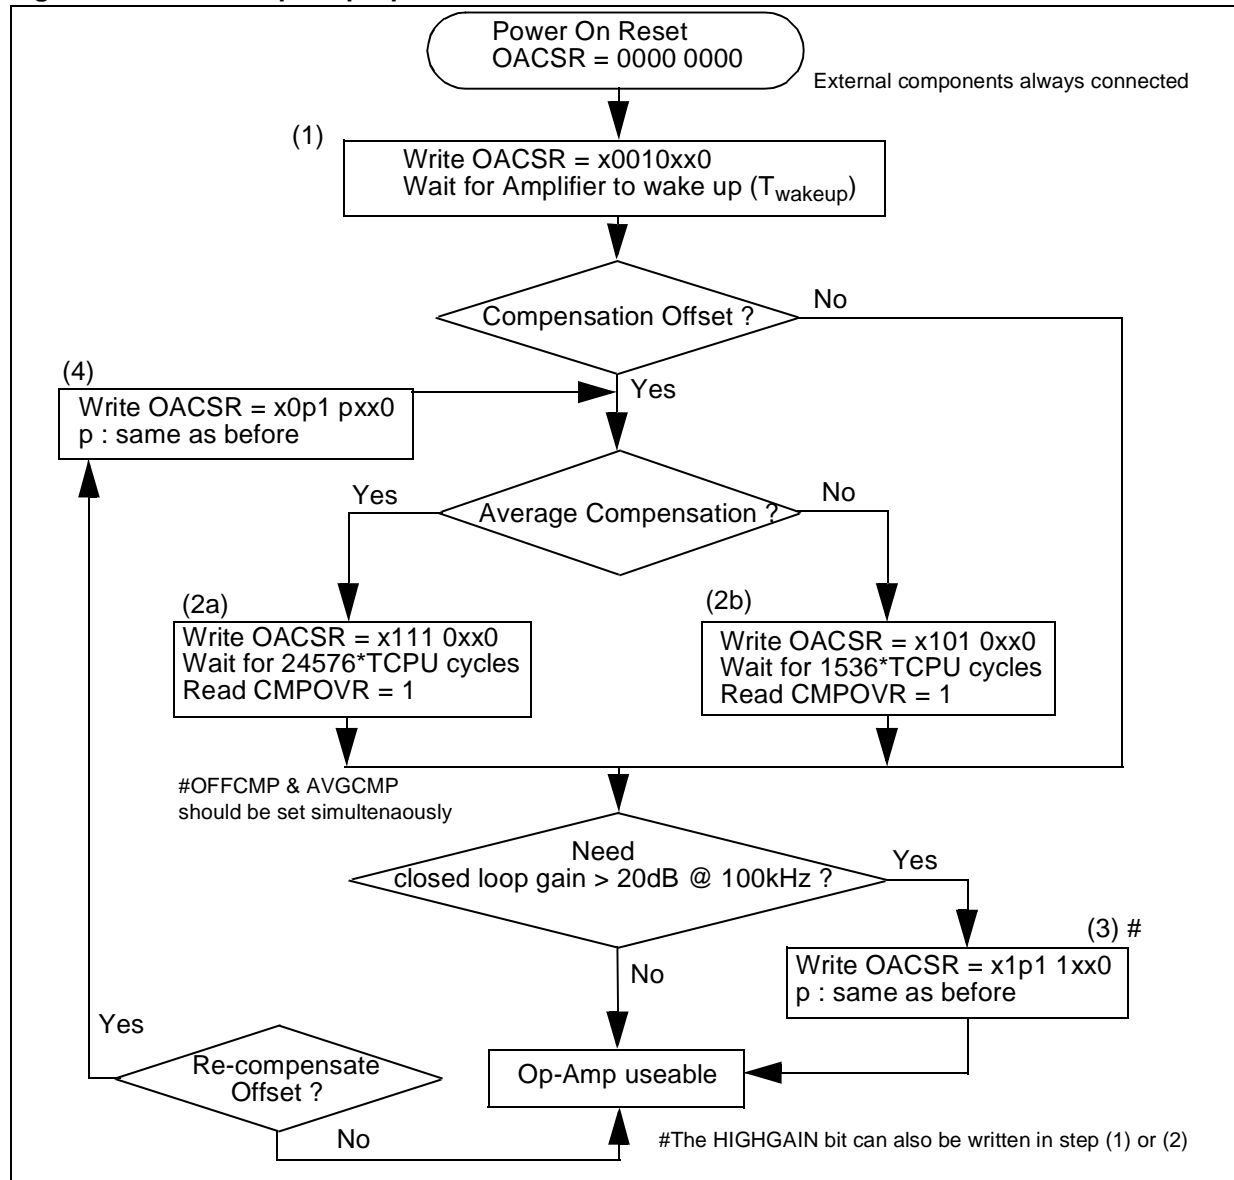 Power On Reset
OACSR = 0000 0000
External components always connected
(1)
Write OACSR = x0010xx0
Wait for Amplifier to wake up (Twakeup)
Compensation Offset ?
No
Yes
(4)
Write OACSR = x0p1 pxx0
p : same as before
Average Compensation ?
Yes
No
(2a)
Write OACSR = x111 0xx0
Wait for 24576*TCPU cycles
Read CMPOVR = 1
(2b)
Write OACSR = x101 0xx0
Wait for 1536*TCPU cycles
Read CMPOVR = 1
#OFFCMP & AVGCMP
should be set simultenaously
Need
closed loop gain > 20dB @ 100kHz ?
Yes
No
(3) #
Write OACSR = x1p1 1xx0
p : same as before
Yes
Re-compensate
Offset ?
No
Op-Amp useable
#The HIGHGAIN bit can also be written in step (1) or (2)